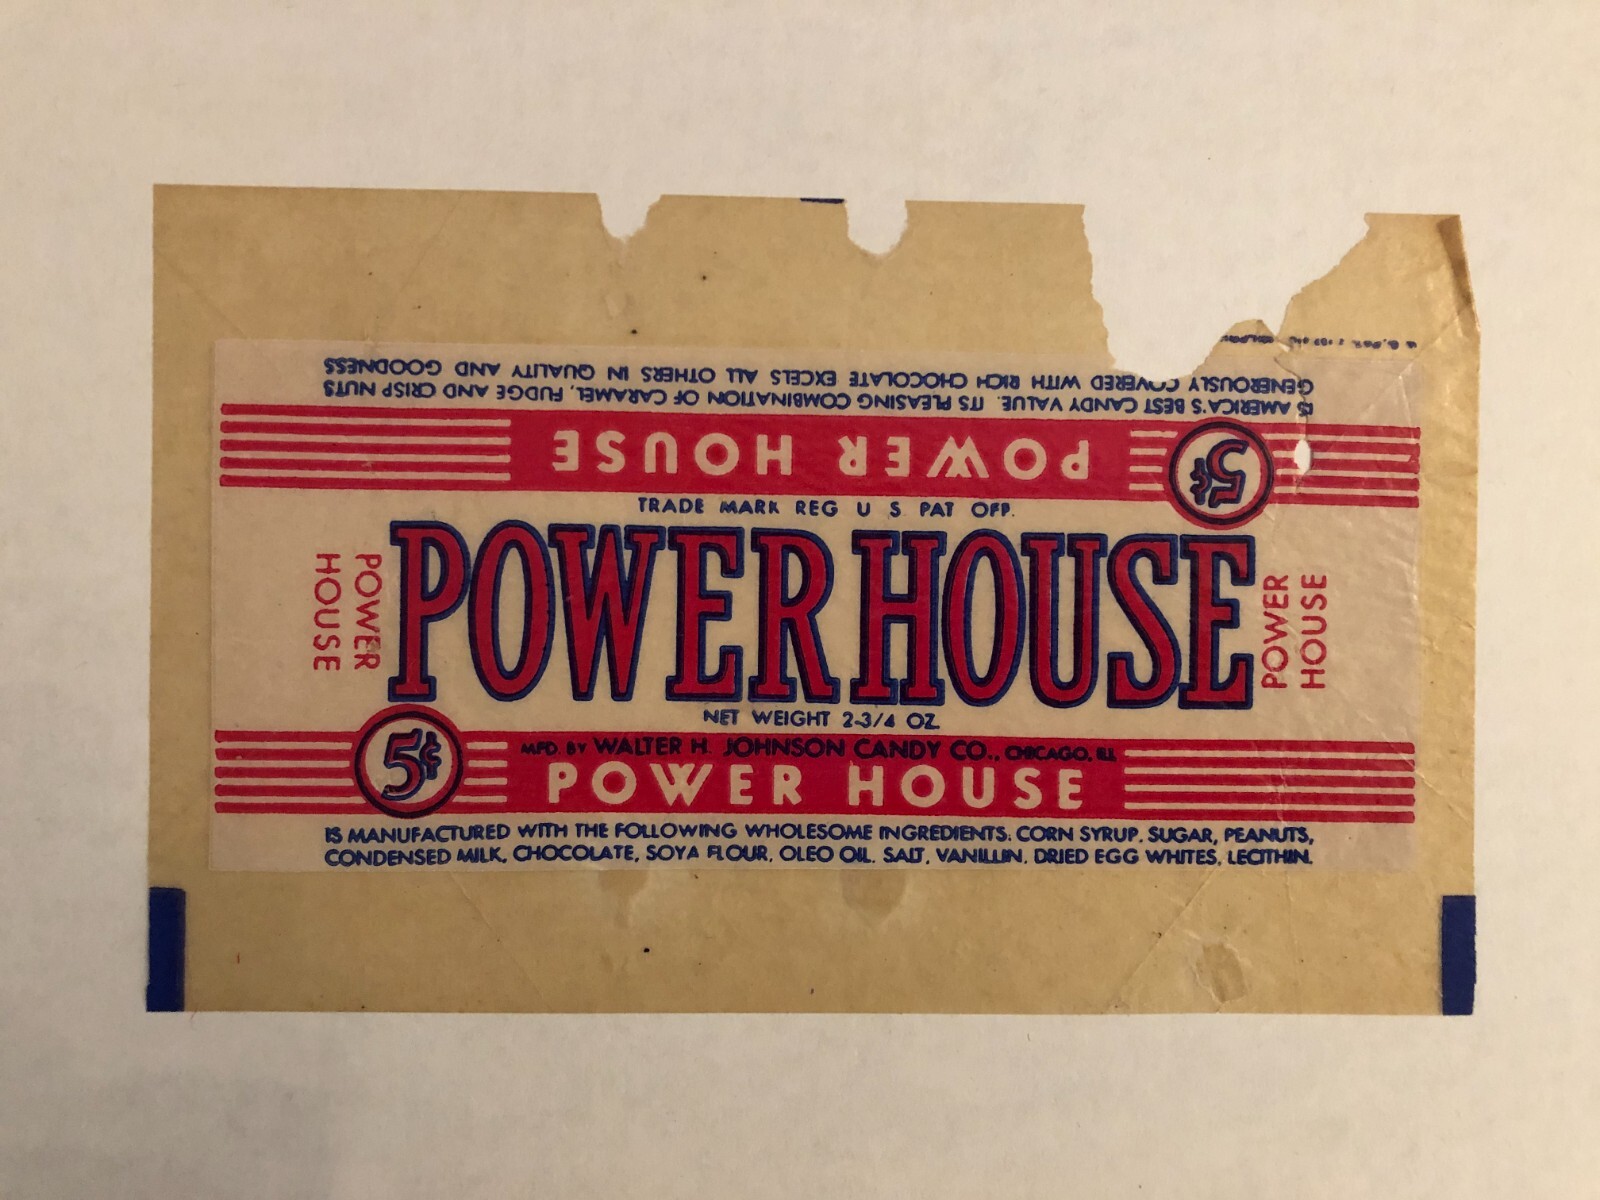 GENEROUSLY COVERED WITH RICH CHOCOLATE EXCELS ALL OTHERS IN QUALITY AND GOODNESS
IS AMERICA'S BEST CANDY VALUE. ITS PLEASING COMBINATION OF CARAMEL, FUDGE AND CRISP NUTS
POWER HOUSE
5¢
TRADE MARK REG U S PAT OFF.
POWER HOUSE
POWER
HOUSE
POWER
HOUSE
NET WEIGHT 2-3/4 OZ.
5¢
MFD. BY WALTER H. JOHNSON CANDY CO., CHICAGO, ILL
POWER HOUSE
IS MANUFACTURED WITH THE FOLLOWING WHOLESOME INGREDIENTS: CORN SYRUP, SUGAR, PEANUTS,
CONDENSED MILK, CHOCOLATE, SOYA FLOUR, OLEO OIL, SALT, VANILLIN, DRIED EGG WHITES, LECITHIN.